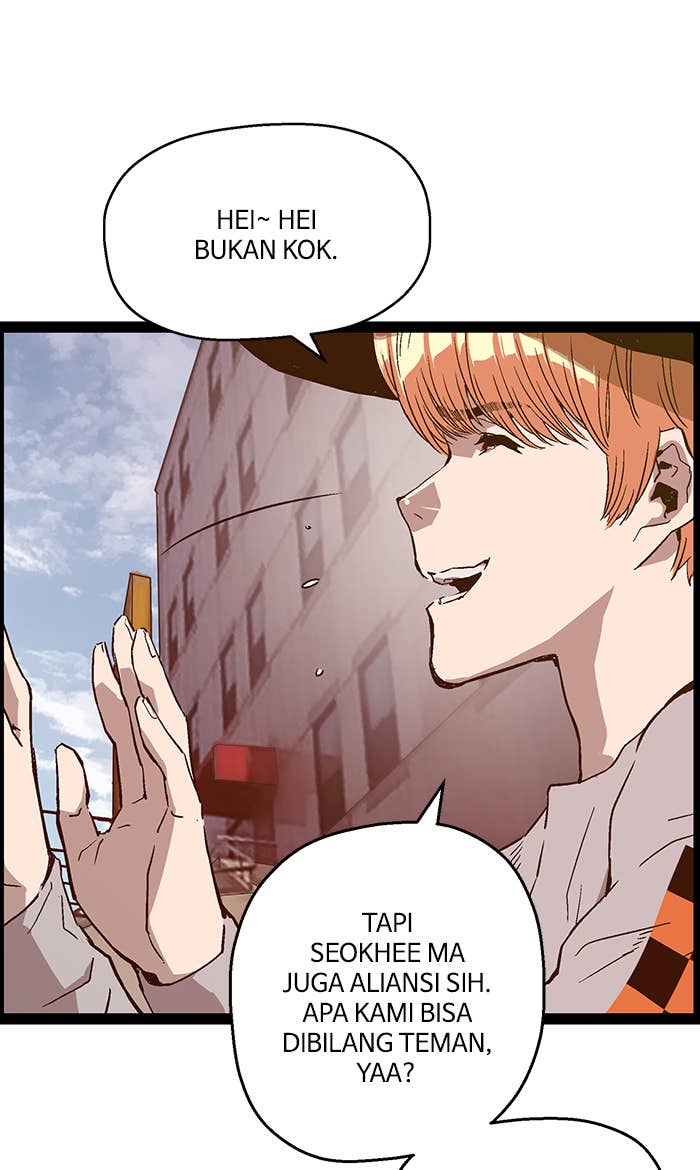 HEI~ HEI
BUKAN KOK.
TAPI
SEOKHEE MA
JUGA ALIANSI SIH.
APA KAMI BISA
DIBILANG TEMAN,
YAA?